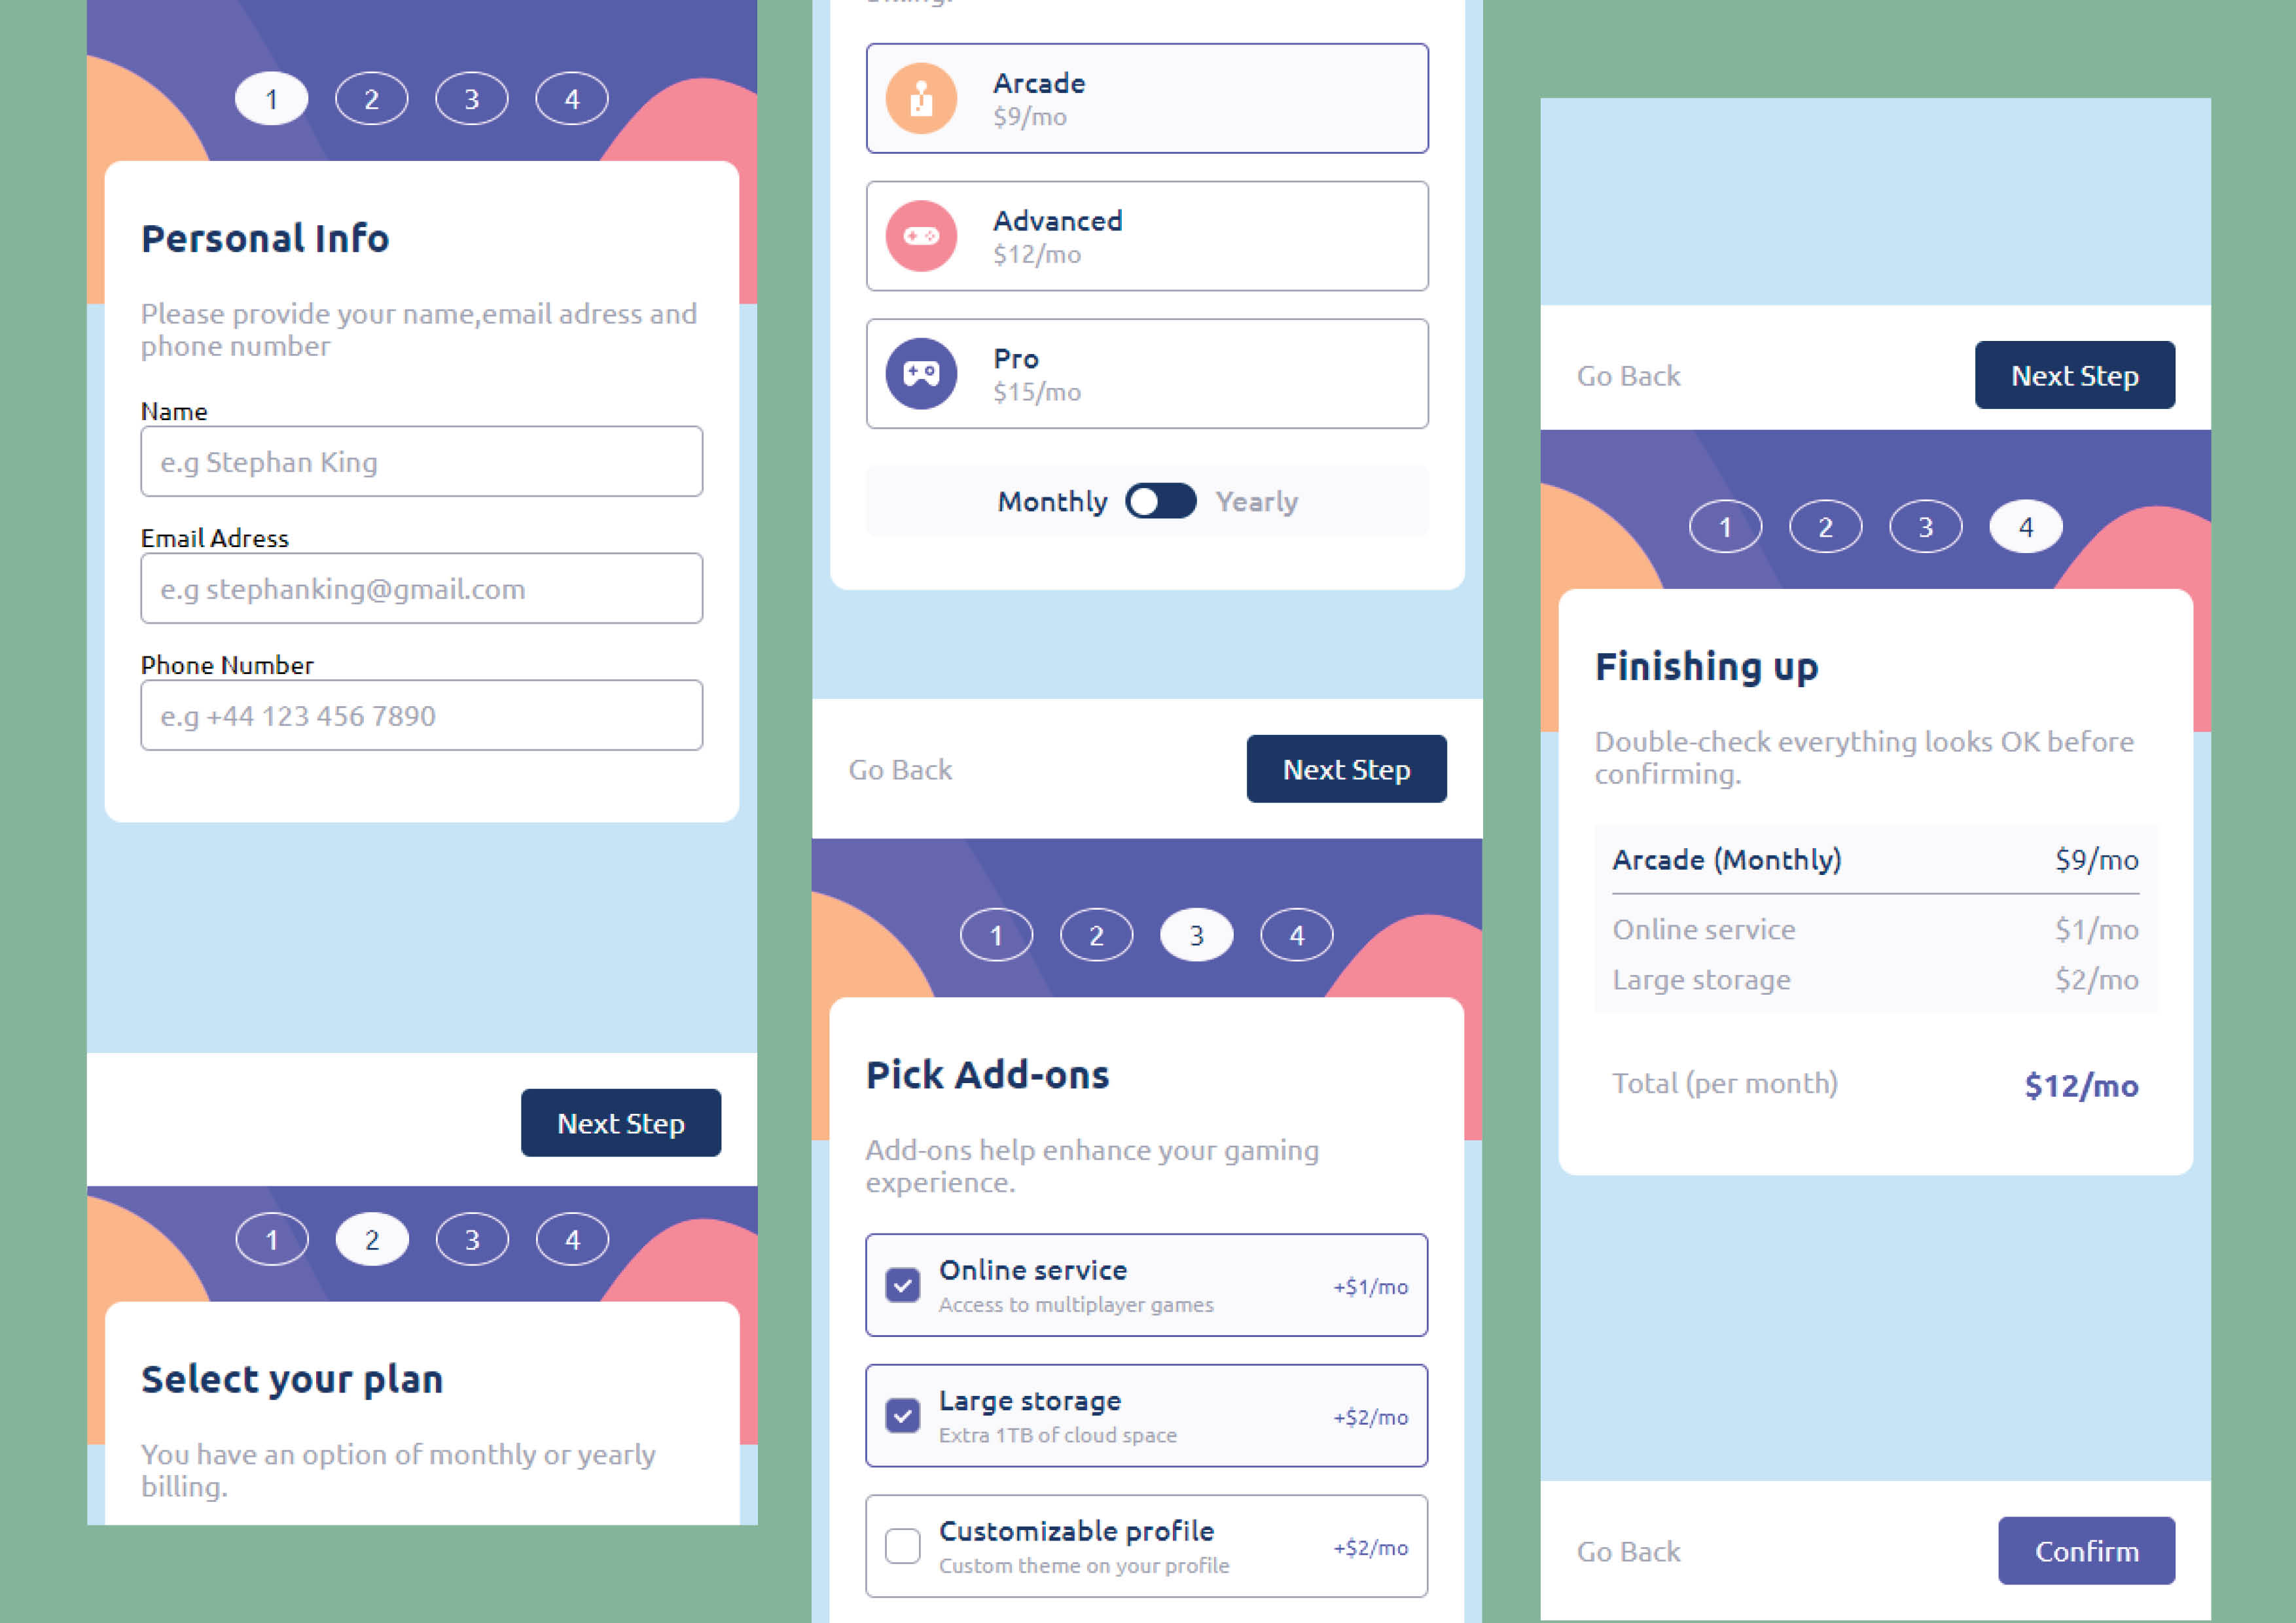 1 2 3 4
Personal Info
Please provide your name,email adress and
phone number
Name
e.g Stephan King
Email Adress
e.g stephanking@gmail.com
Phone Number
e.g +44 123 456 7890
Next Step
1 2 3 4
Select your plan
You have an option of monthly or yearly
billing.
billing.
Arcade
$9/mo
Advanced
$12/mo
Pro
$15/mo
Monthly Yearly
Go Back Next Step
1 2 3 4
Pick Add-ons
Add-ons help enhance your gaming
experience.
Online service
Access to multiplayer games
+$1/mo
Large storage
Extra 1TB of cloud space
+$2/mo
Customizable profile
Custom theme on your profile
+$2/mo
Go Back Next Step
1 2 3 4
Finishing up
Double-check everything looks OK before
confirming.
Arcade (Monthly) $9/mo
Online service $1/mo
Large storage $2/mo
Total (per month) $12/mo
Go Back Confirm